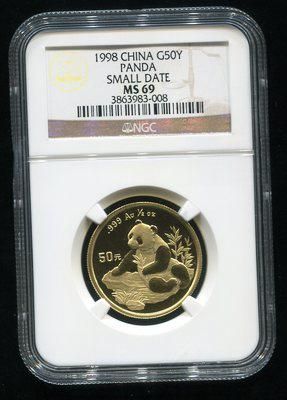 1998 CHINA G50Y
PANDA
SMALL DATE
MS 69
3863983-008
NGC
.999 Au ½ oz
50元